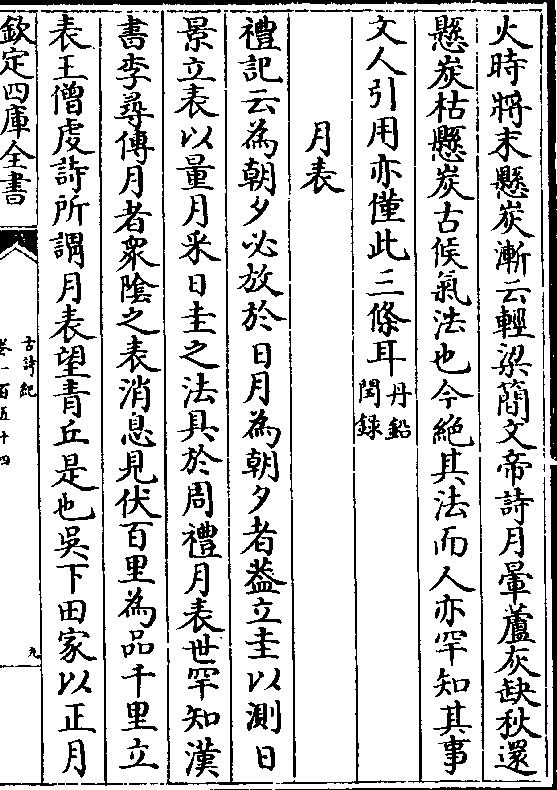 火時將末懸炭漸云輕梁簡文帝詩月暈蘆灰缺秋還
懸炭枯懸炭古候氣法也今絶其法而人亦罕知其事
文人引用亦僅此三條耳丹鉛閏録
月表
禮記云為朝夕必放於日月為朝夕者葢立圭以測日
景立表以量月采日圭之法具於周禮月表世罕知漢
書李尋傳月者衆陰之表消息見伏百里為品千里立
表王僧虔詩所謂月表望青丘是也吳下田家以正月
欽定四庫全書
古詩紀
卷一百五十四
九